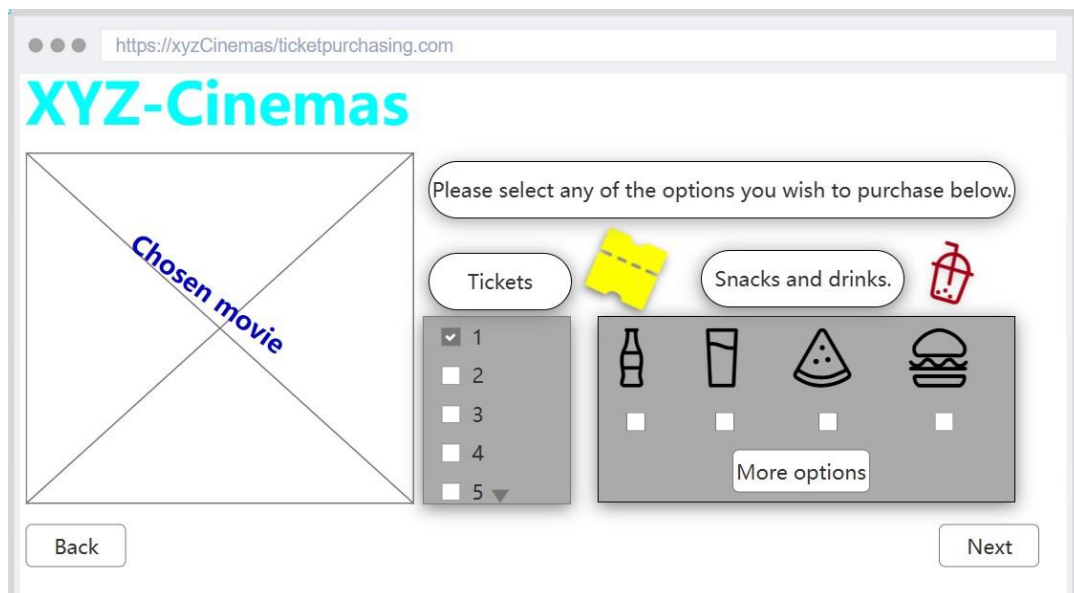 https://xyzCinemas/ticketpurchasing.com
XYZ-Cinemas
Chosen movie
Please select any of the options you wish to purchase below.
Tickets
Snacks and drinks.
1
2
3
4
5
More options
Back
Next